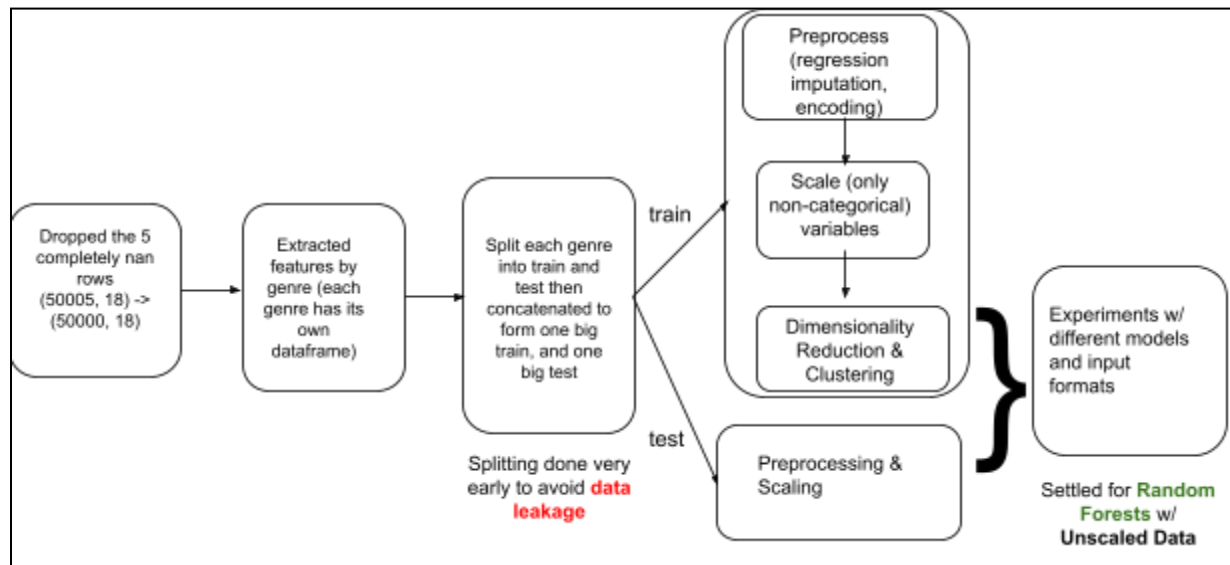 Dropped the 5
completely nan
rows
(50005, 18) ->
(50000, 18)
Extracted
features by
genre (each
genre has its
own
dataframe)
Split each genre
into train and
test then
concatenated to
form one big
train, and one
big test
Splitting done very
early to avoid data
leakage
train
test
Preprocess
(regression
imputation,
encoding)
Scale (only
non-categorical)
variables
Dimensionality
Reduction &
Clustering
Preprocessing &
Scaling
}
Experiments w/
different models
and input
formats
Settled for Random
Forests w/
Unscaled Data